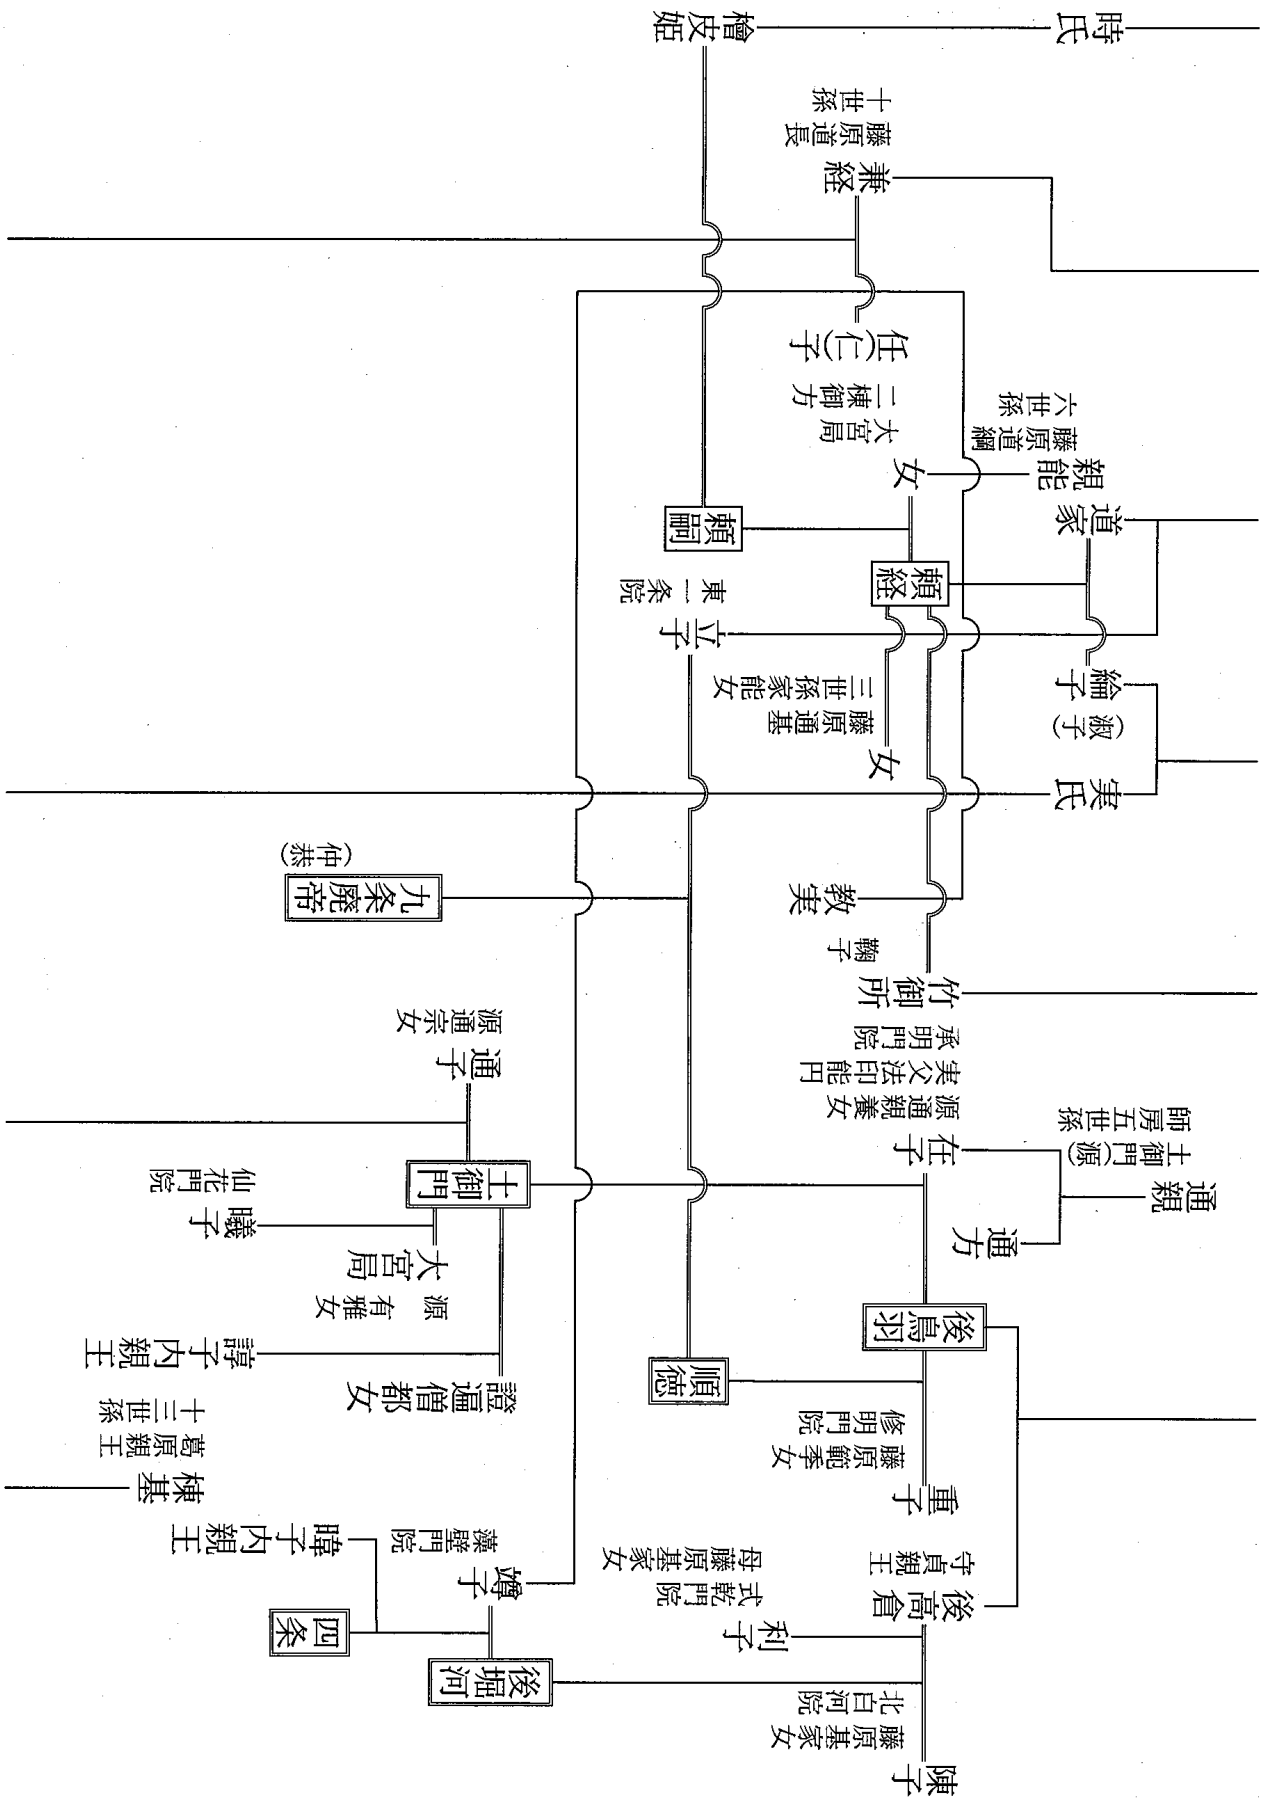 陳子
藤原基家女
北白河院
後堀河
四条
利子
後高倉
式乾門院
竴子
守貞親王
母藤原基家女
藻璧門院
暐子内親王
重子
棟基
藤原範季女
葛原親王
修明門院
十三世孫
證遍僧都女
順徳
諄子内親王
後鳥羽
源有雅女
大宮局
通方
曦子
通親
土御門
仙花門院
土御門(源)
在子
師房五世孫
源通親養女
実父法印能円
通子
承明門院
源通宗女
竹御所
鞠子
教実
九条廃帝
(仲恭)
実氏
女
藤原通基
(淑子)
三世孫家能女
綸子
立子
東一条院
頼経
頼嗣
道家
親能
女
藤原道綱
大宮局
六世孫
二棟御方
任(仁)子
兼経
藤原道長
十世孫
時氏
檜皮姫